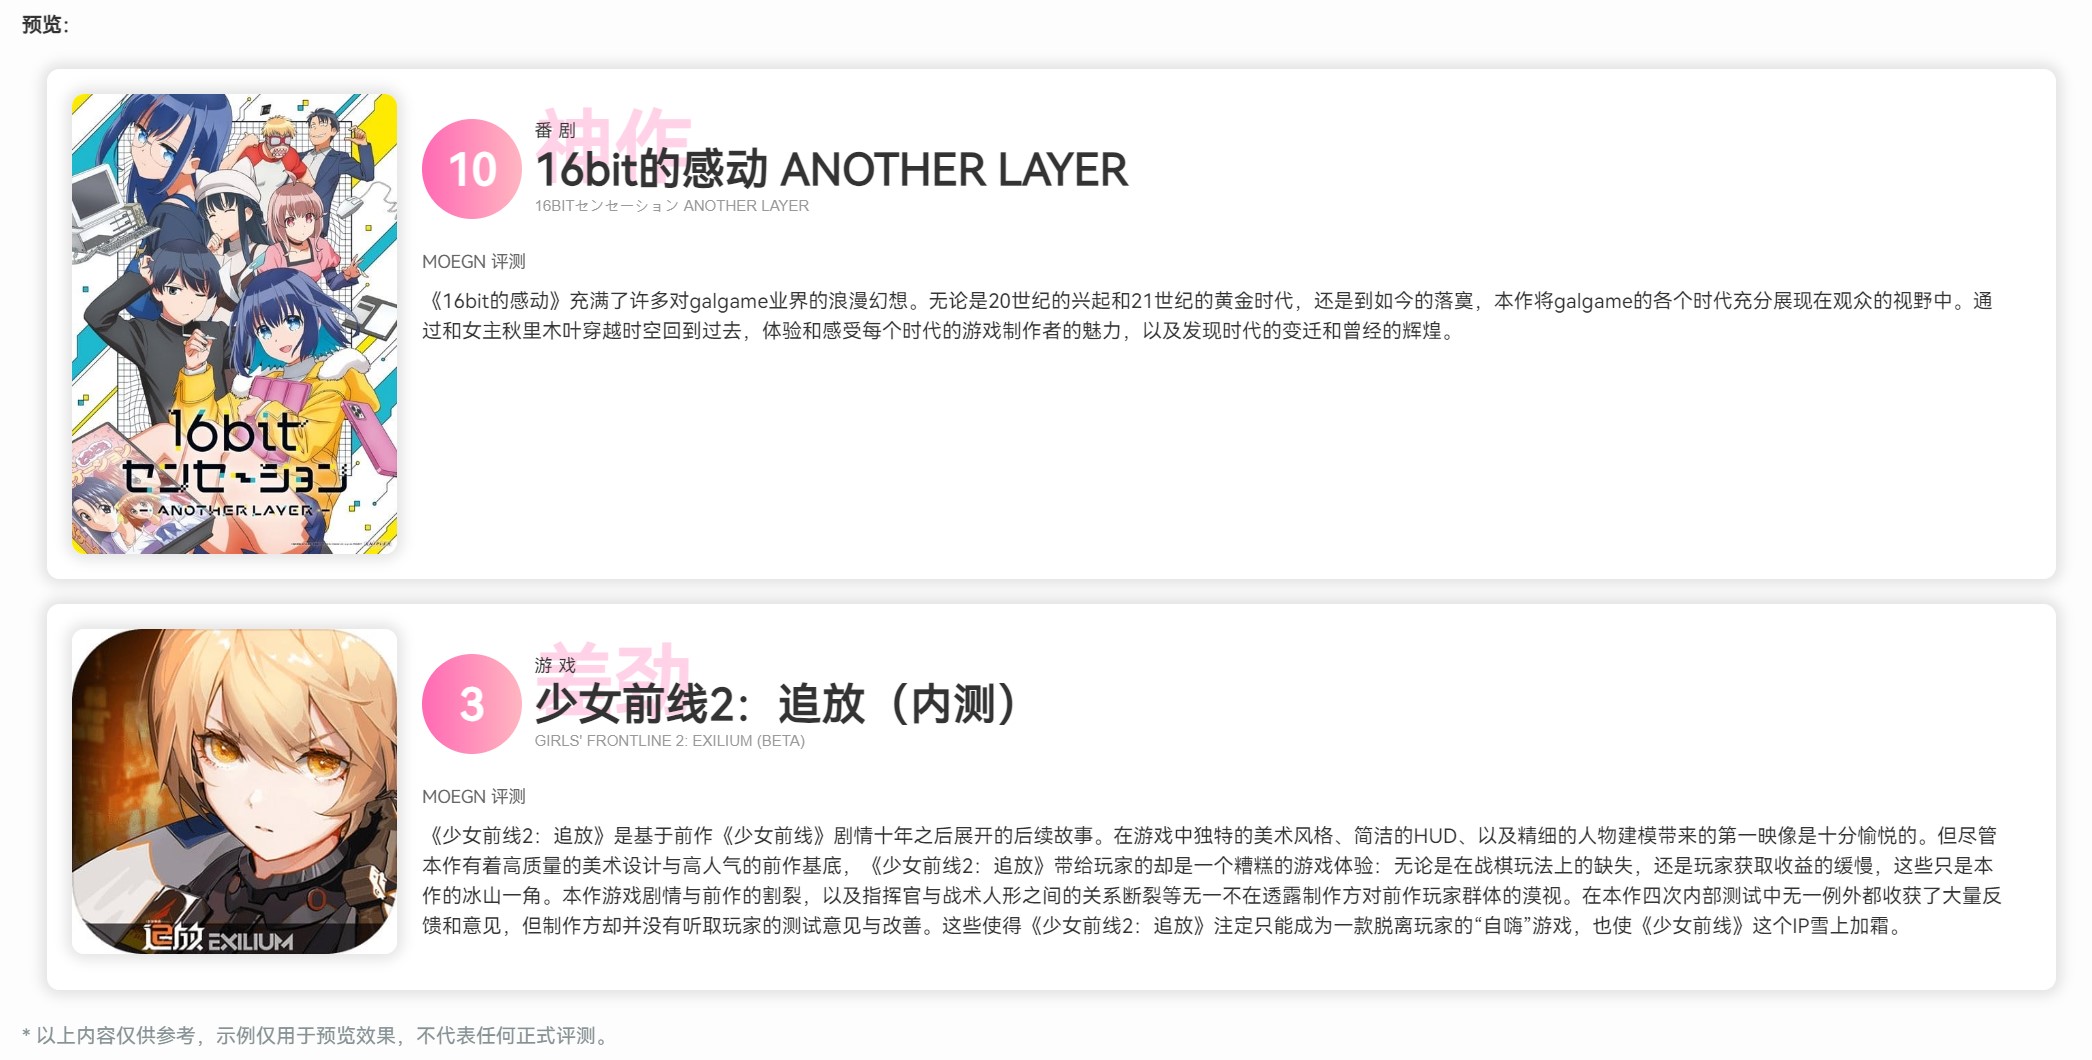 预览：
神作
番剧
10
16bit的感动 ANOTHER LAYER
16BITセンセーション ANOTHER LAYER
MOEGN 评测
《16bit的感动》充满了许多对galgame业界的浪漫幻想。无论是20世纪的兴起和21世纪的黄金时代，还是到如今的落寞，本作将galgame的各个时代充分展现在观众的视野中。通
过和女主秋里木叶穿越时空回到过去，体验和感受每个时代的游戏制作者的魅力，以及发现时代的变迁和曾经的辉煌。
16bit
センセーション
- ANOTHER LAYER -
差劲
游戏
3
少女前线2：追放（内测）
GIRLS' FRONTLINE 2: EXILIUM (BETA)
MOEGN 评测
《少女前线2：追放》是基于前作《少女前线》剧情十年之后展开的后续故事。在游戏中独特的美术风格、简洁的HUD、以及精细的人物建模带来的第一映像是十分愉悦的。但尽管
本作有着高质量的美术设计与高人气的前作基底，《少女前线2：追放》带给玩家的却是一个糟糕的游戏体验：无论是在战棋玩法上的缺失，还是玩家获取收益的缓慢，这些只是本
作的冰山一角。本作游戏剧情与前作的割裂，以及指挥官与战术人形之间的关系断裂等无一不在透露制作方对前作玩家群体的漠视。在本作四次内部测试中无一例外都收获了大量反
馈和意见，但制作方却并没有听取玩家的测试意见与改善。这些使得《少女前线2：追放》注定只能成为一款脱离玩家的“自嗨”游戏，也使《少女前线》这个IP雪上加霜。
追放 EXILIUM
* 以上内容仅供参考，示例仅用于预览效果，不代表任何正式评测。